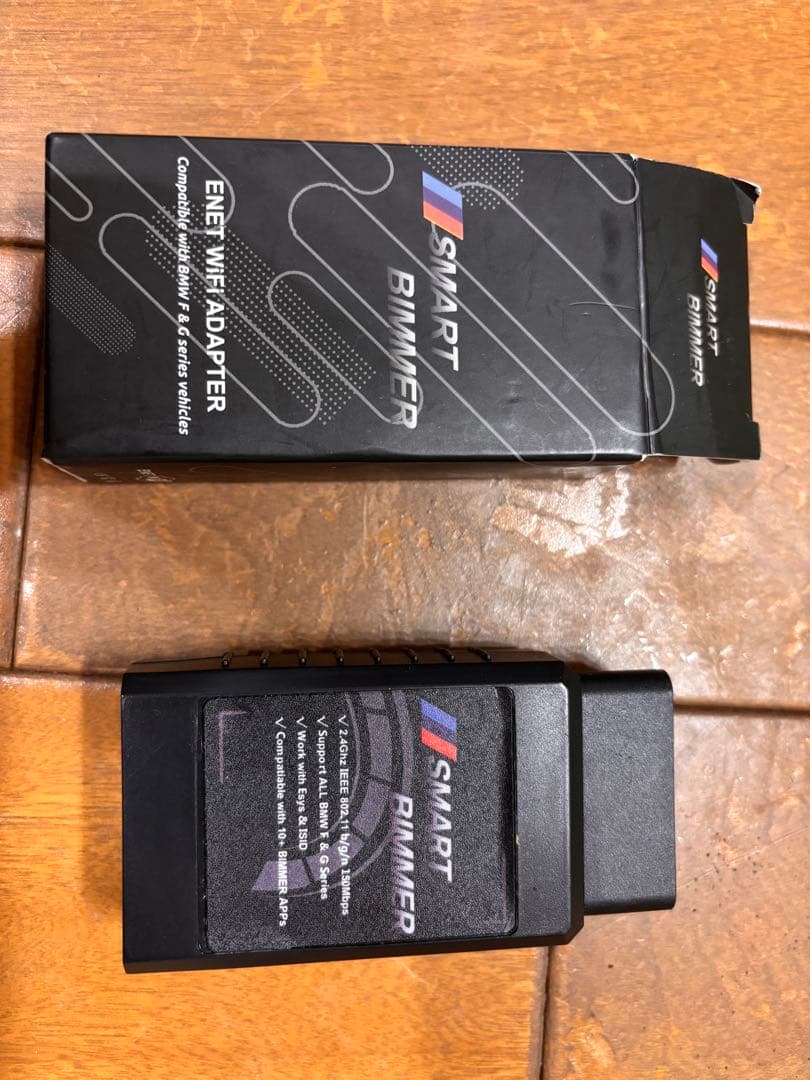 SMART
BIMMER
SMART
BIMMER
ENET WiFi ADAPTER
Compatible with BMW F & G series vehicles
SMART
BIMMER
√ 2.4Ghz IEEE 802.11 b/g/n 150Mbps
√ Support ALL BMW F & G Series
√ Work with Esys & ISID
√ Compatiable with 10+ BIMMER APPs